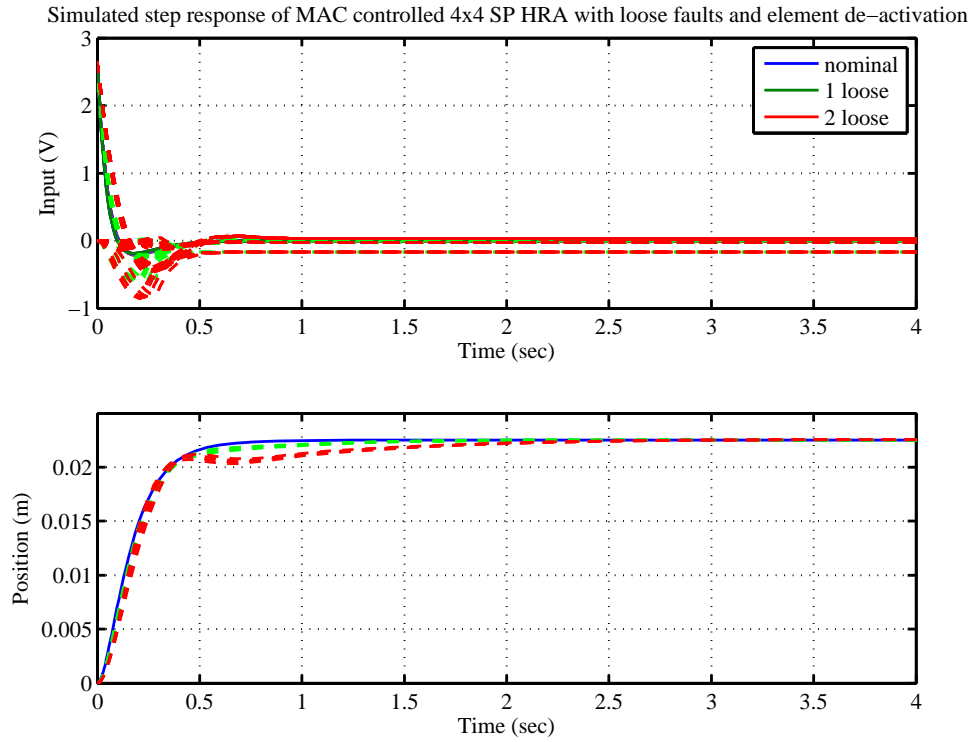 Simulated step response of MAC controlled 4x4 SP HRA with loose faults and element de−activation
3
2
1
0
−1
Input (V)
nominal
1 loose
2 loose
0 0.5 1 1.5 2 2.5 3 3.5 4
Time (sec)
0.02
0.015
0.01
0.005
0
Position (m)
0 0.5 1 1.5 2 2.5 3 3.5 4
Time (sec)